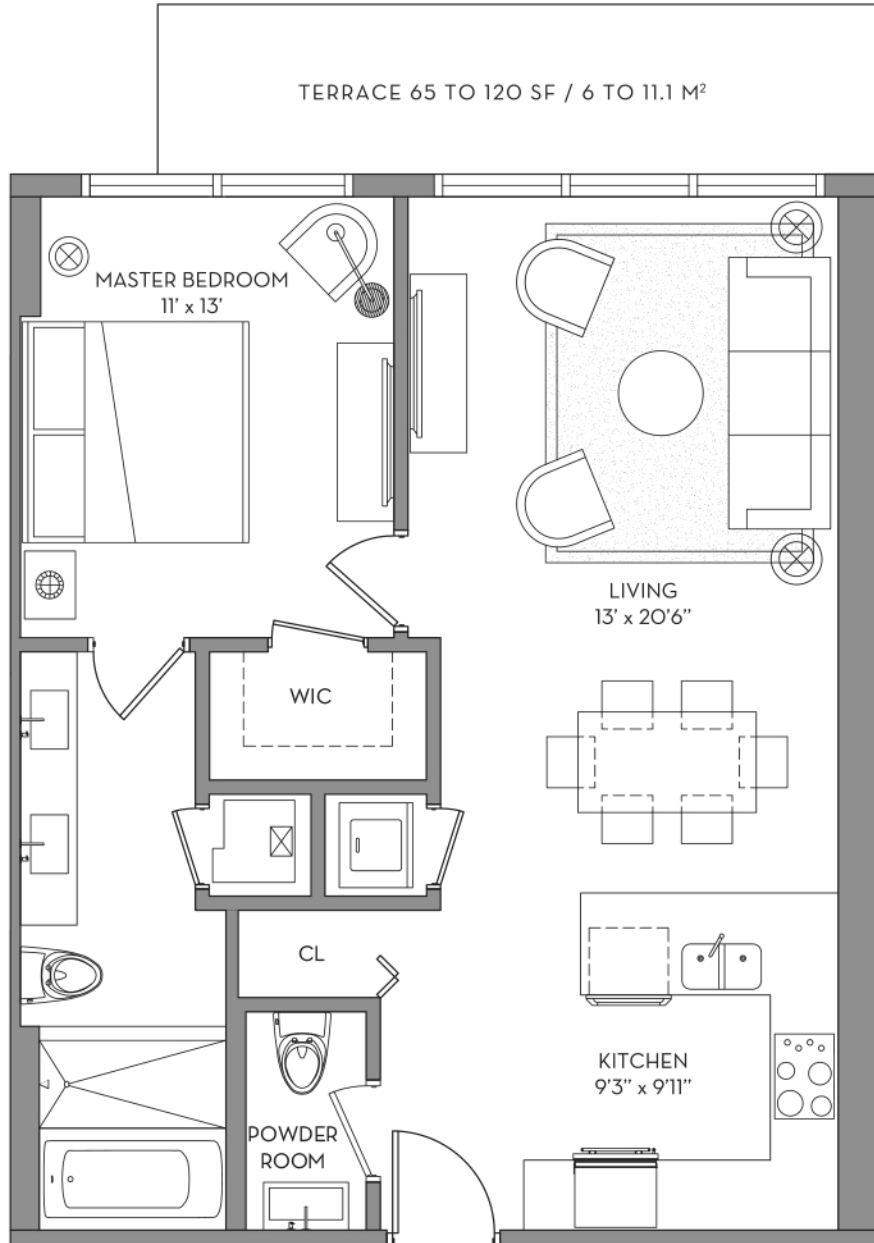 TERRACE 65 TO 120 SF / 6 TO 11.1 M²
MASTER BEDROOM
11' x 13'
LIVING
13' x 20'6"
WIC
CL
KITCHEN
9'3" x 9'11"
POWDER
ROOM